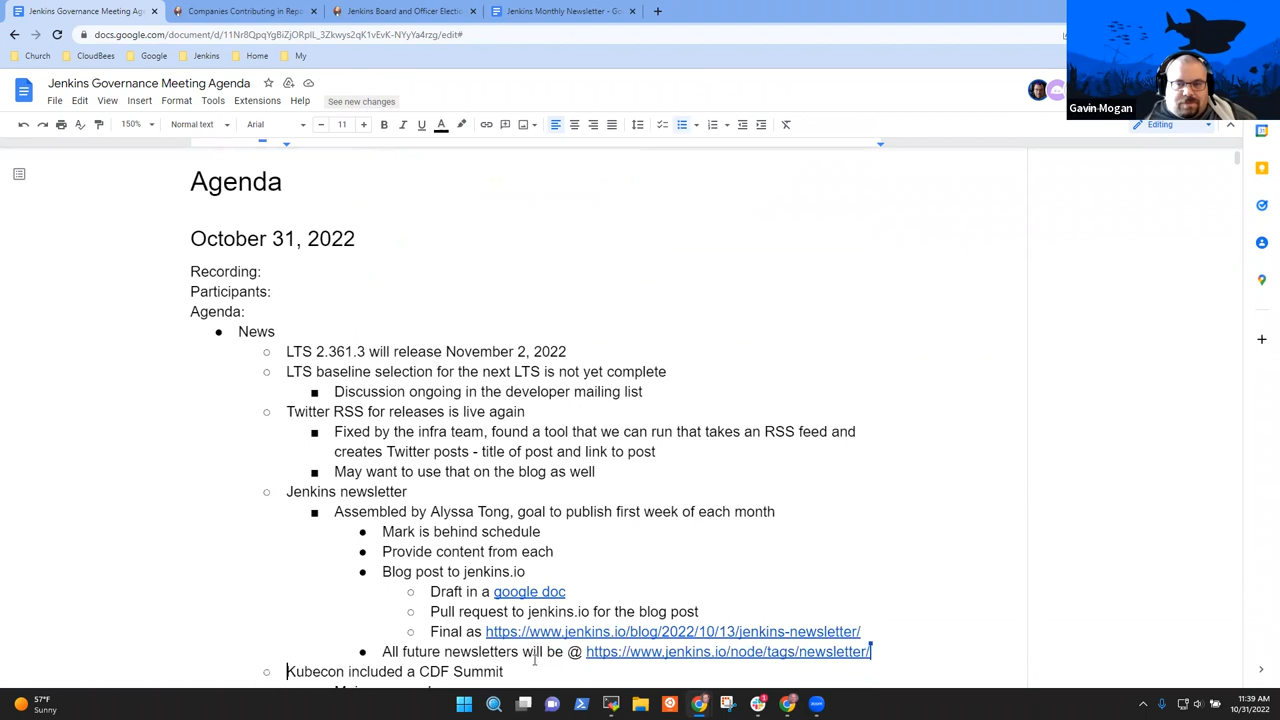 Jenkins Governance Meeting Ag
Companies Contributing in Repo
Jenkins Board and Officer Electio
Jenkins Monthly Newsletter - Go
docs.google.com/document/d/11Nr8QpqYgBiZjORpIL_3Zkwys2qK1vEvK-NYyYa4rzg/edit#
Church
CloudBees
Google
Jenkins
Home
My
Jenkins Governance Meeting Agenda
File Edit View Insert Format Tools Extensions Help See new changes
150% Normal text Arial 11 Editing
Gavin Mogan
Agenda
October 31, 2022
Recording:
Participants:
Agenda:
● News
○ LTS 2.361.3 will release November 2, 2022
○ LTS baseline selection for the next LTS is not yet complete
■ Discussion ongoing in the developer mailing list
○ Twitter RSS for releases is live again
■ Fixed by the infra team, found a tool that we can run that takes an RSS feed and
creates Twitter posts - title of post and link to post
■ May want to use that on the blog as well
○ Jenkins newsletter
■ Assembled by Alyssa Tong, goal to publish first week of each month
● Mark is behind schedule
● Provide content from each
● Blog post to jenkins.io
○ Draft in a google doc
○ Pull request to jenkins.io for the blog post
○ Final as https://www.jenkins.io/blog/2022/10/13/jenkins-newsletter/
● All future newsletters will be @ https://www.jenkins.io/node/tags/newsletter/
○ Kubecon included a CDF Summit
57°F
Sunny
11:39 AM
10/31/2022